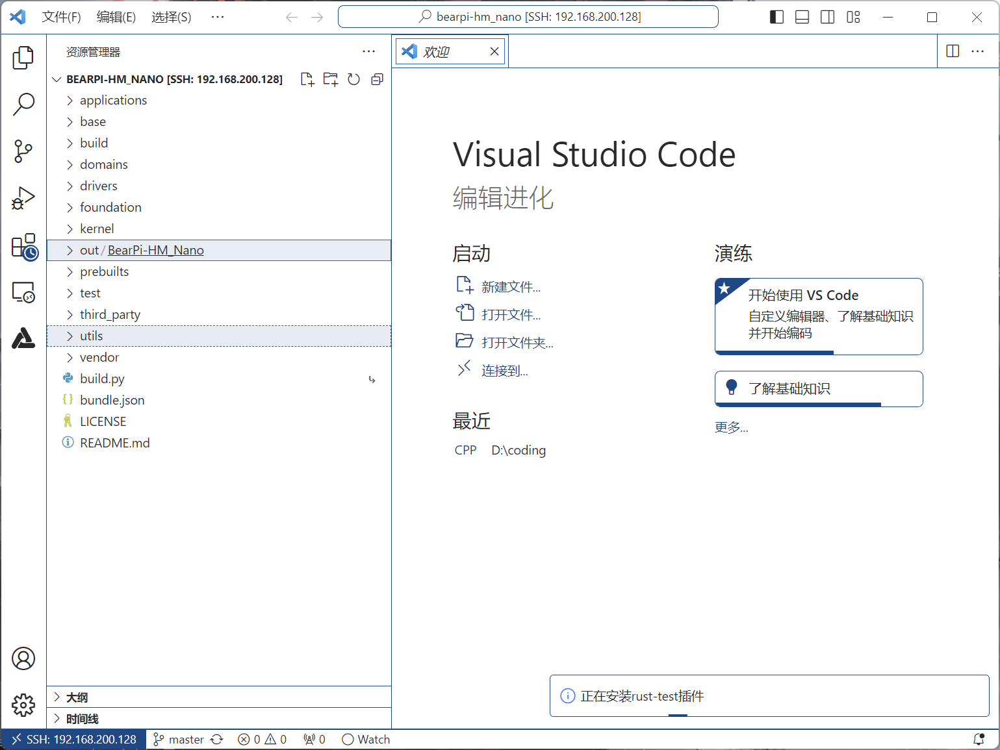 文件(F) 编辑(E) 选择(S) ··· bearpi-hm_nano [SSH: 192.168.200.128]
资源管理器
欢迎
BEARPI-HM_NANO [SSH: 192.168.200.128]
applications
base
build
domains
drivers
foundation
kernel
out / BearPi-HM_Nano
prebuilts
test
third_party
utils
vendor
build.py
bundle.json
LICENSE
README.md
大纲
时间线
Visual Studio Code
编辑进化
启动
新建文件...
打开文件...
打开文件夹...
连接到...
最近
CPP D:\coding
演练
开始使用 VS Code
自定义编辑器、了解基础知识
并开始编码
了解基础知识
更多...
正在安装rust-test插件
SSH: 192.168.200.128 master 0 0 0 Watch